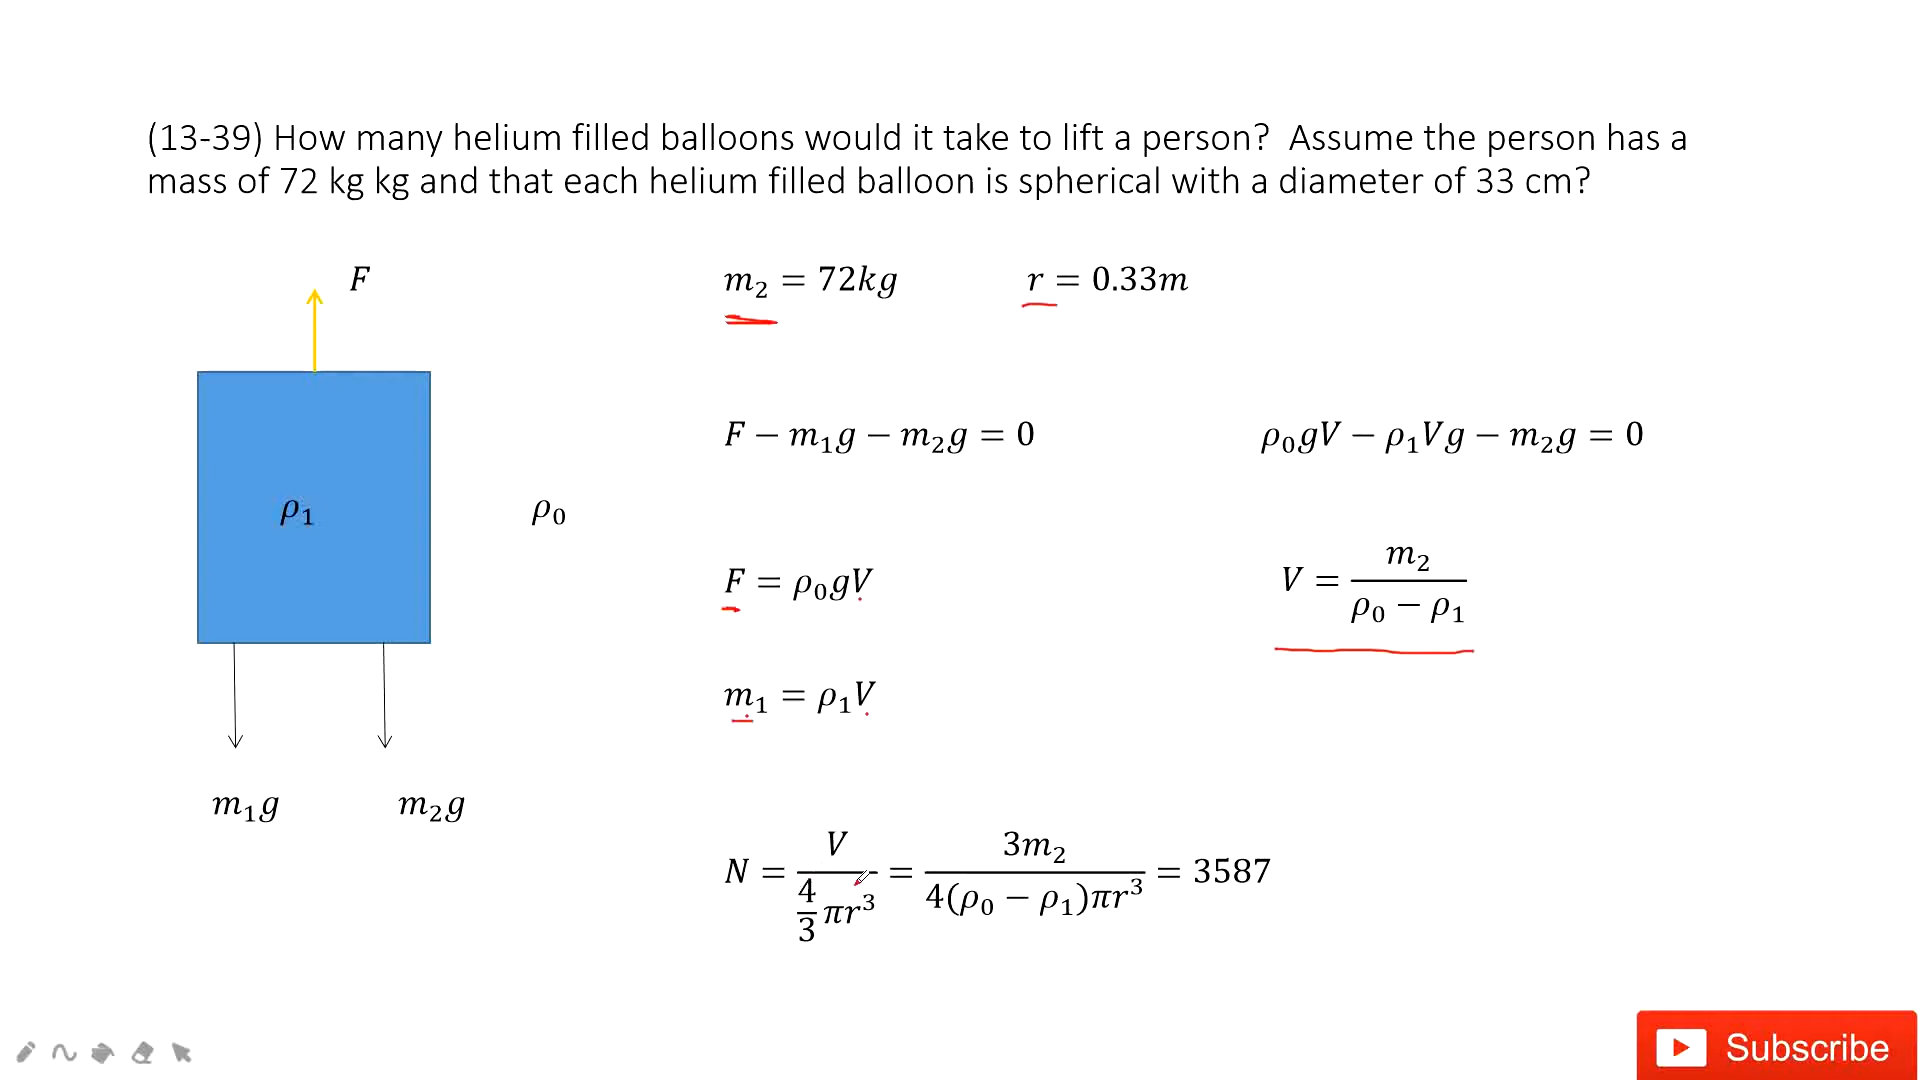 (13-39) How many helium filled balloons would it take to lift a person?  Assume the person has a
mass of 72 kg kg and that each helium filled balloon is spherical with a diameter of 33 cm?
F
m₂ = 72kg
r = 0.33m
F − m₁g − m₂g = 0
ρ₀gV − ρ₁Vg − m₂g = 0
ρ₁
ρ₀
F = ρ₀gV
V = m₂ / (ρ₀ − ρ₁)
m₁ = ρ₁V
m₁g
m₂g
N = V / (4/3 πr³) = 3m₂ / (4(ρ₀ − ρ₁)πr³) = 3587
Subscribe